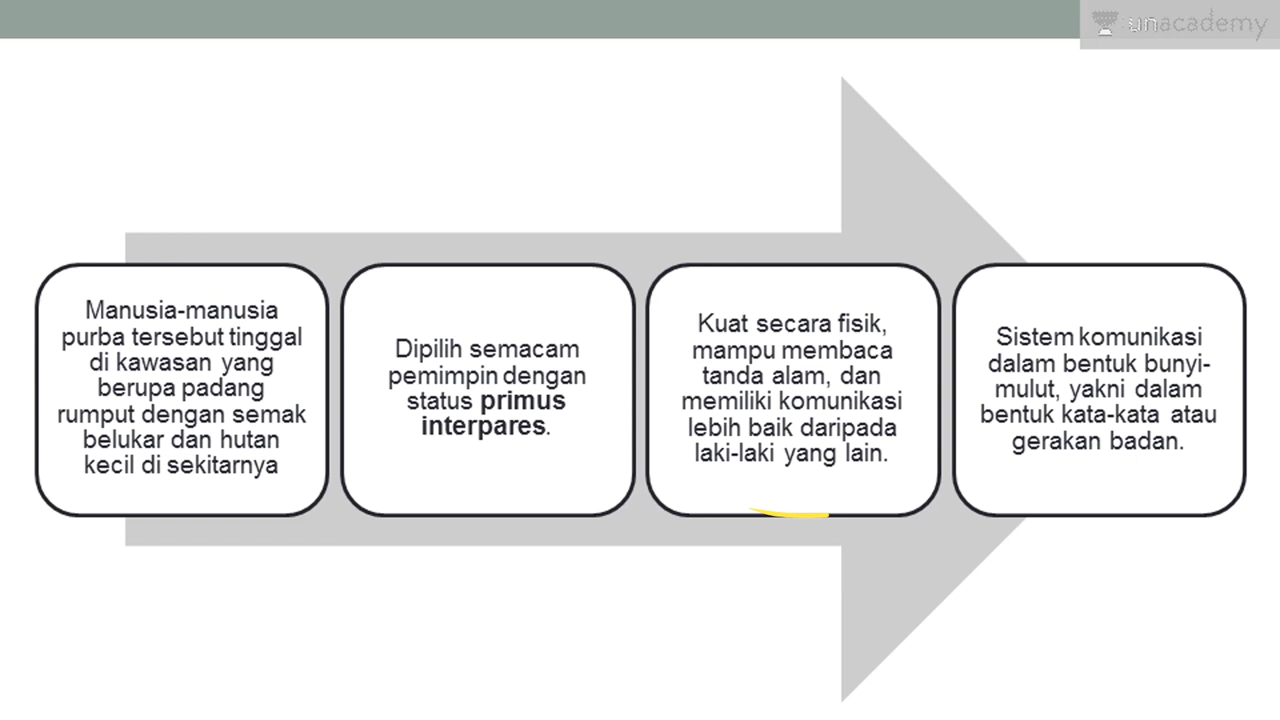 unacademy
Manusia-manusia
purba tersebut tinggal
di kawasan yang
berupa padang
rumput dengan semak
belukar dan hutan
kecil di sekitarnya
Dipilih semacam
pemimpin dengan
status primus
interpares.
Kuat secara fisik,
mampu membaca
tanda alam, dan
memiliki komunikasi
lebih baik daripada
laki-laki yang lain.
Sistem komunikasi
dalam bentuk bunyi-
mulut, yakni dalam
bentuk kata-kata atau
gerakan badan.